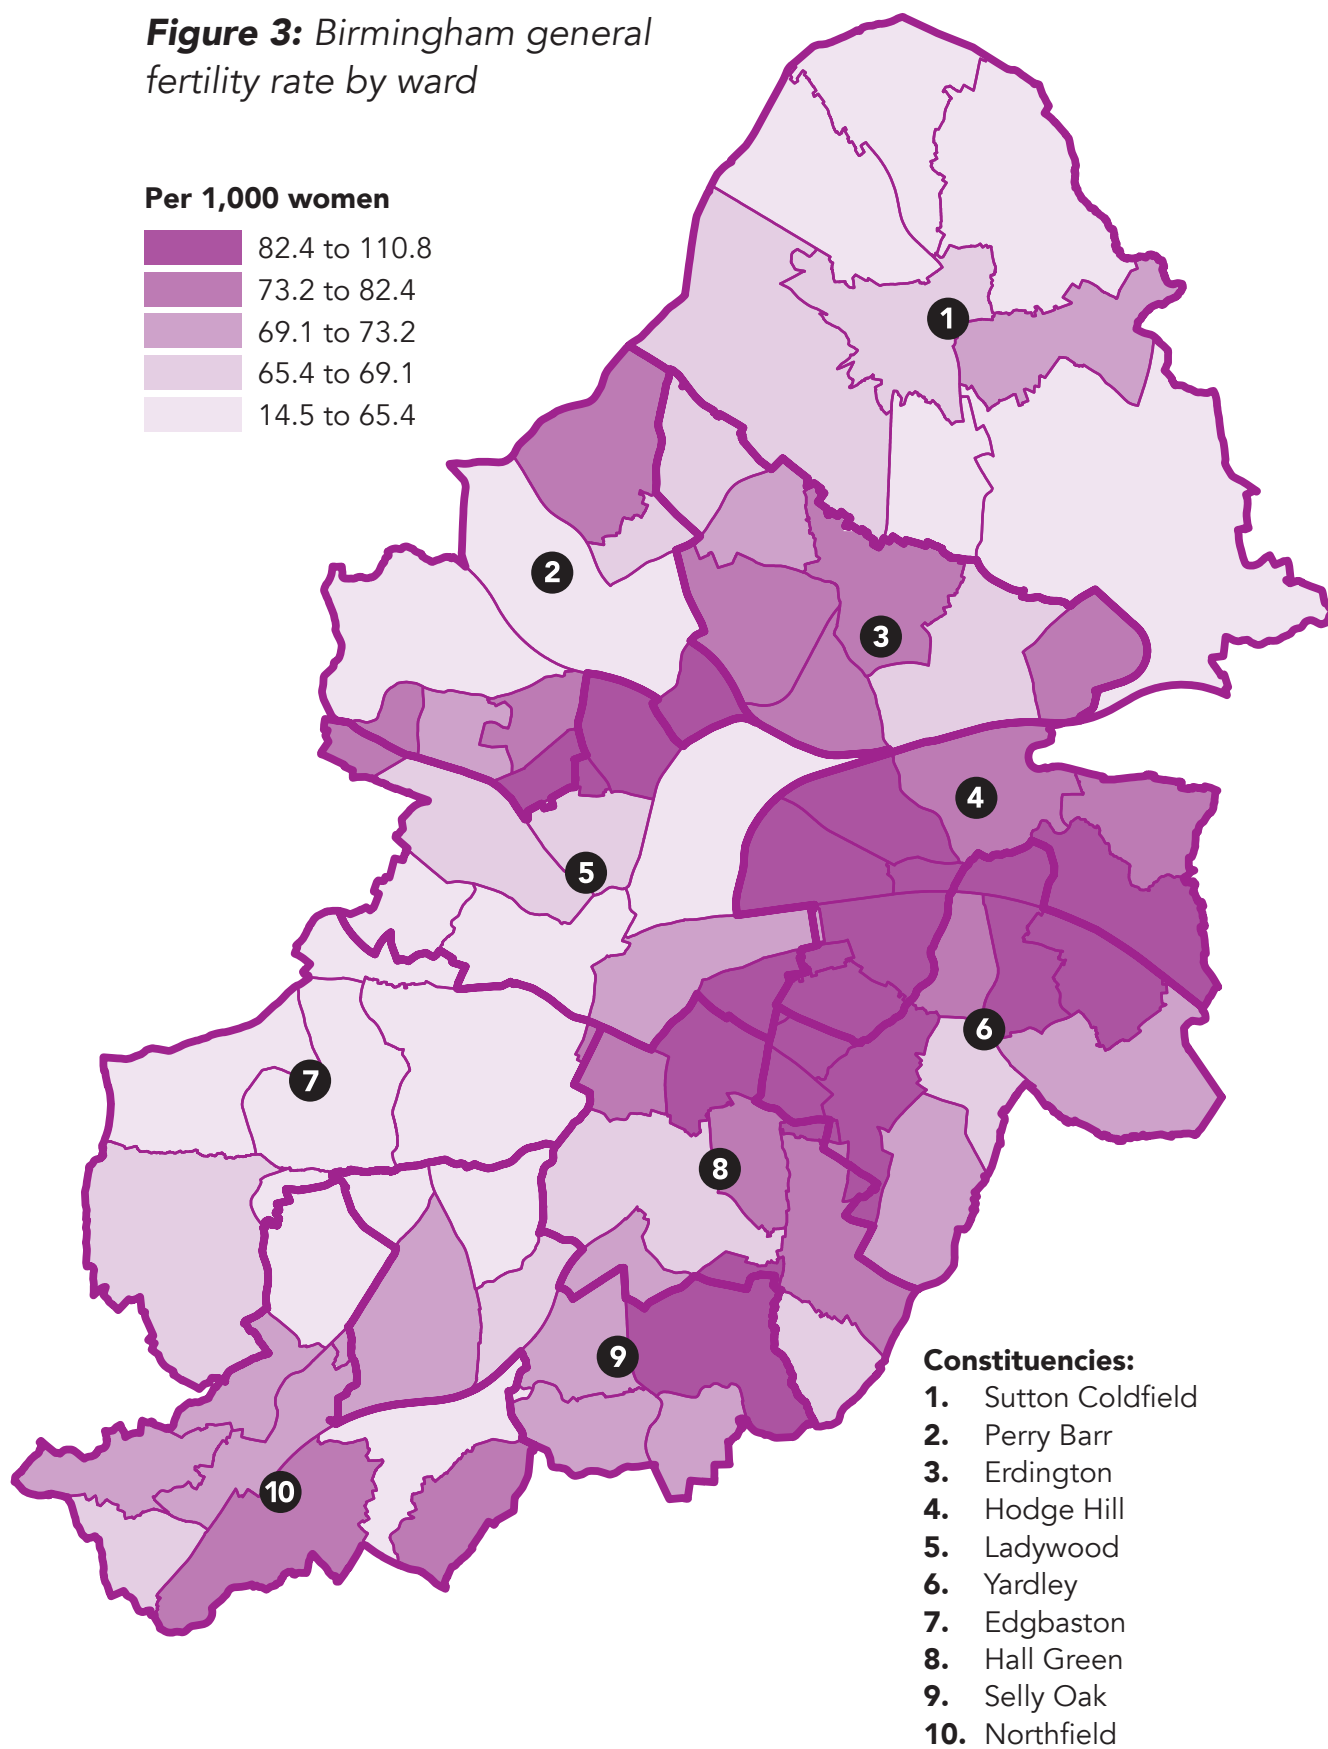 Figure 3: Birmingham general
fertility rate by ward
Per 1,000 women
82.4 to 110.8
73.2 to 82.4
69.1 to 73.2
65.4 to 69.1
14.5 to 65.4
1
2
3
4
5
6
7
8
9
10
Constituencies:
1. Sutton Coldfield
2. Perry Barr
3. Erdington
4. Hodge Hill
5. Ladywood
6. Yardley
7. Edgbaston
8. Hall Green
9. Selly Oak
10. Northfield